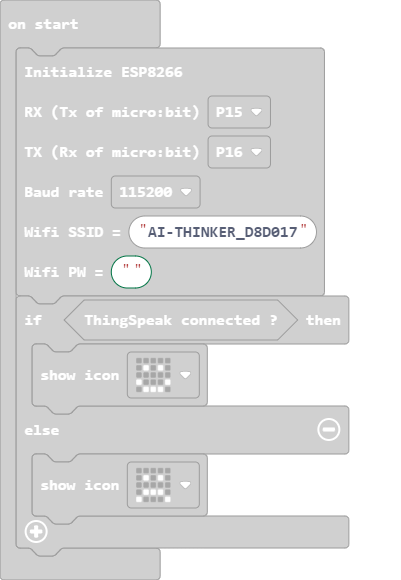 on start
Initialize ESP8266
RX (Tx of micro:bit) P15
TX (Rx of micro:bit) P16
Baud rate 115200
Wifi SSID = "AI-THINKER_D8D017"
Wifi PW = " "
if ThingSpeak connected ? then
show icon
else
show icon